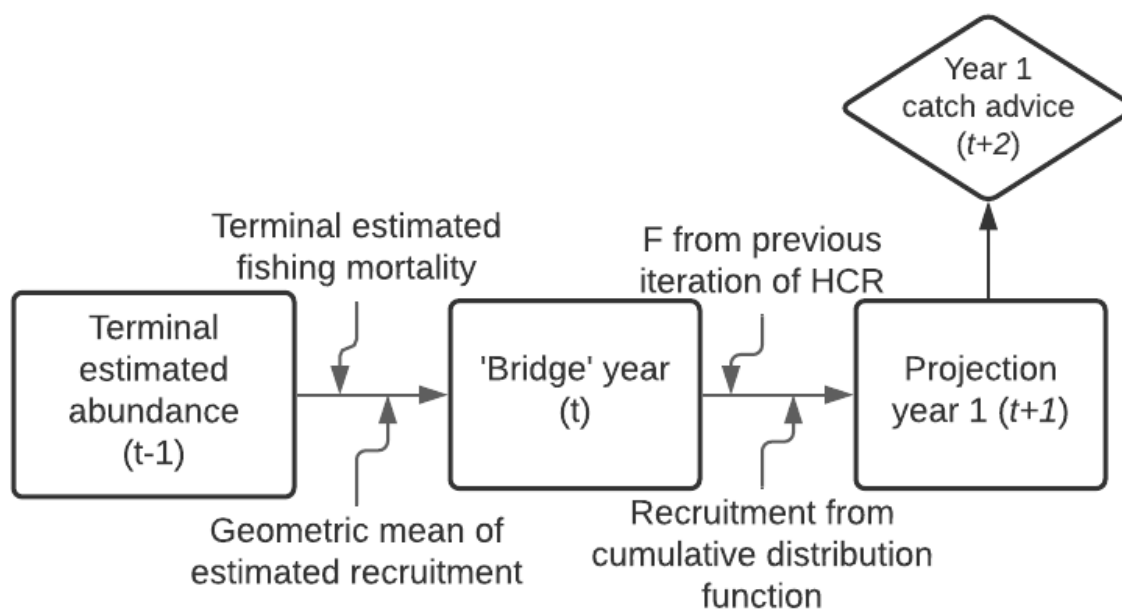 Year 1
catch advice
(t+2)
Terminal estimated
fishing mortality
F from previous
iteration of HCR
Terminal
estimated
abundance
(t-1)
'Bridge' year
(t)
Projection
year 1 (t+1)
Geometric mean of
estimated recruitment
Recruitment from
cumulative distribution
function